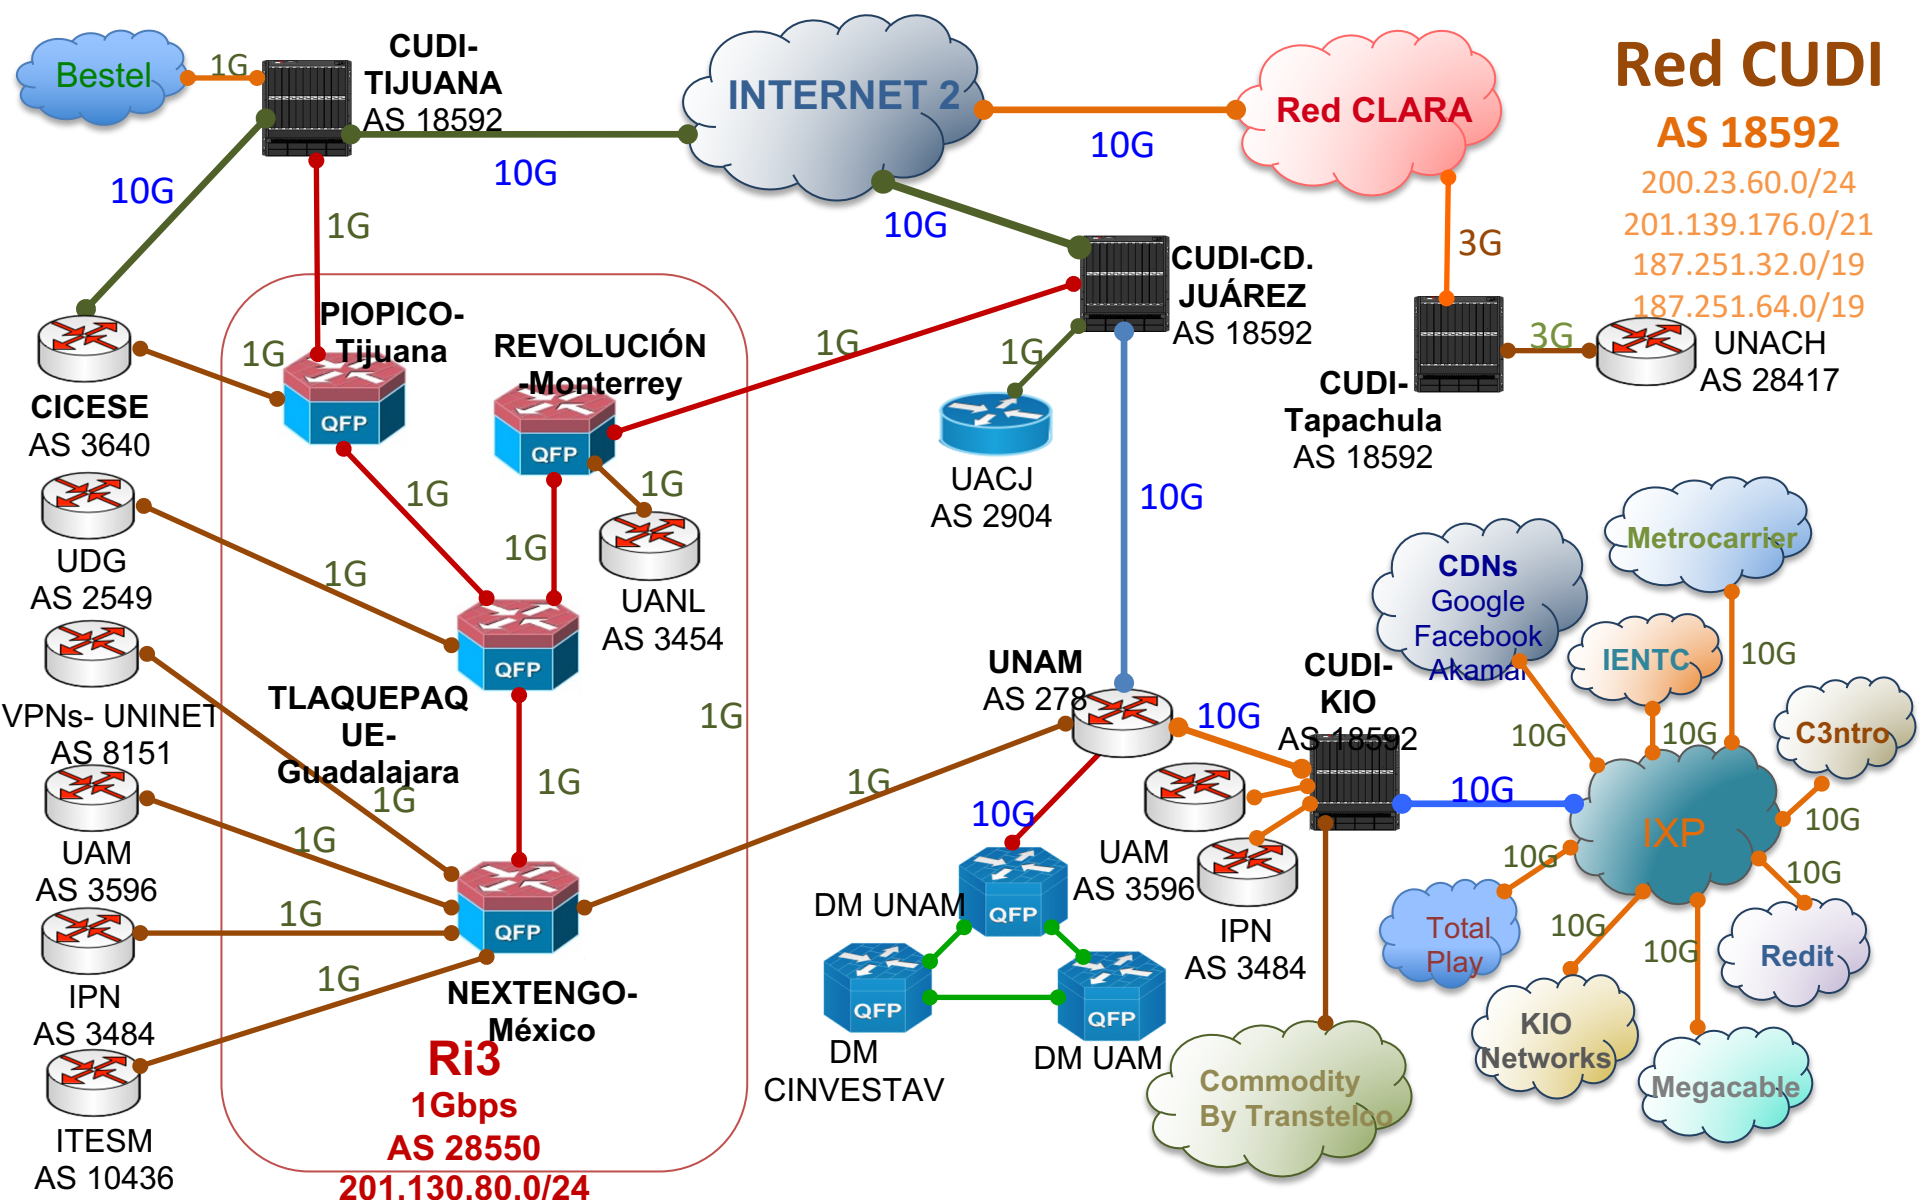 Bestel
1G
CUDI-
TIJUANA
AS 18592
10G
10G
1G
INTERNET 2
10G
10G
Red CLARA
3G
Red CUDI
AS 18592
200.23.60.0/24
201.139.176.0/21
187.251.32.0/19
187.251.64.0/19
CUDI-CD.
JUÁREZ
AS 18592
3G
UNACH
AS 28417
CUDI-
Tapachula
AS 18592
PIOPICO-
Tijuana
QFP
REVOLUCIÓN
-Monterrey
QFP
1G
1G
1G
UACJ
AS 2904
10G
CICESE
AS 3640
1G
1G
1G
UANL
AS 3454
UDG
AS 2549
1G
QFP
TLAQUEPAQ
UE-
Guadalajara
VPNs- UNINET
AS 8151
1G
1G
1G
1G
UAM
AS 3596
1G
QFP
NEXTENGO-
México
1G
IPN
AS 3484
1G
ITESM
AS 10436
Ri3
1Gbps
AS 28550
201.130.80.0/24
UNAM
AS 278
10G
10G
CUDI-
KIO
AS 18592
UAM
AS 3596
IPN
AS 3484
DM UNAM
QFP
QFP
QFP
DM
CINVESTAV
DM UAM
Commodity
By Transtelco
10G
IXP
CDNs
Google
Facebook
Akamai
10G
IENTC
10G
Metrocarrier
10G
C3ntro
10G
10G
Redit
10G
Total
Play
10G
KIO
Networks
10G
Megacable